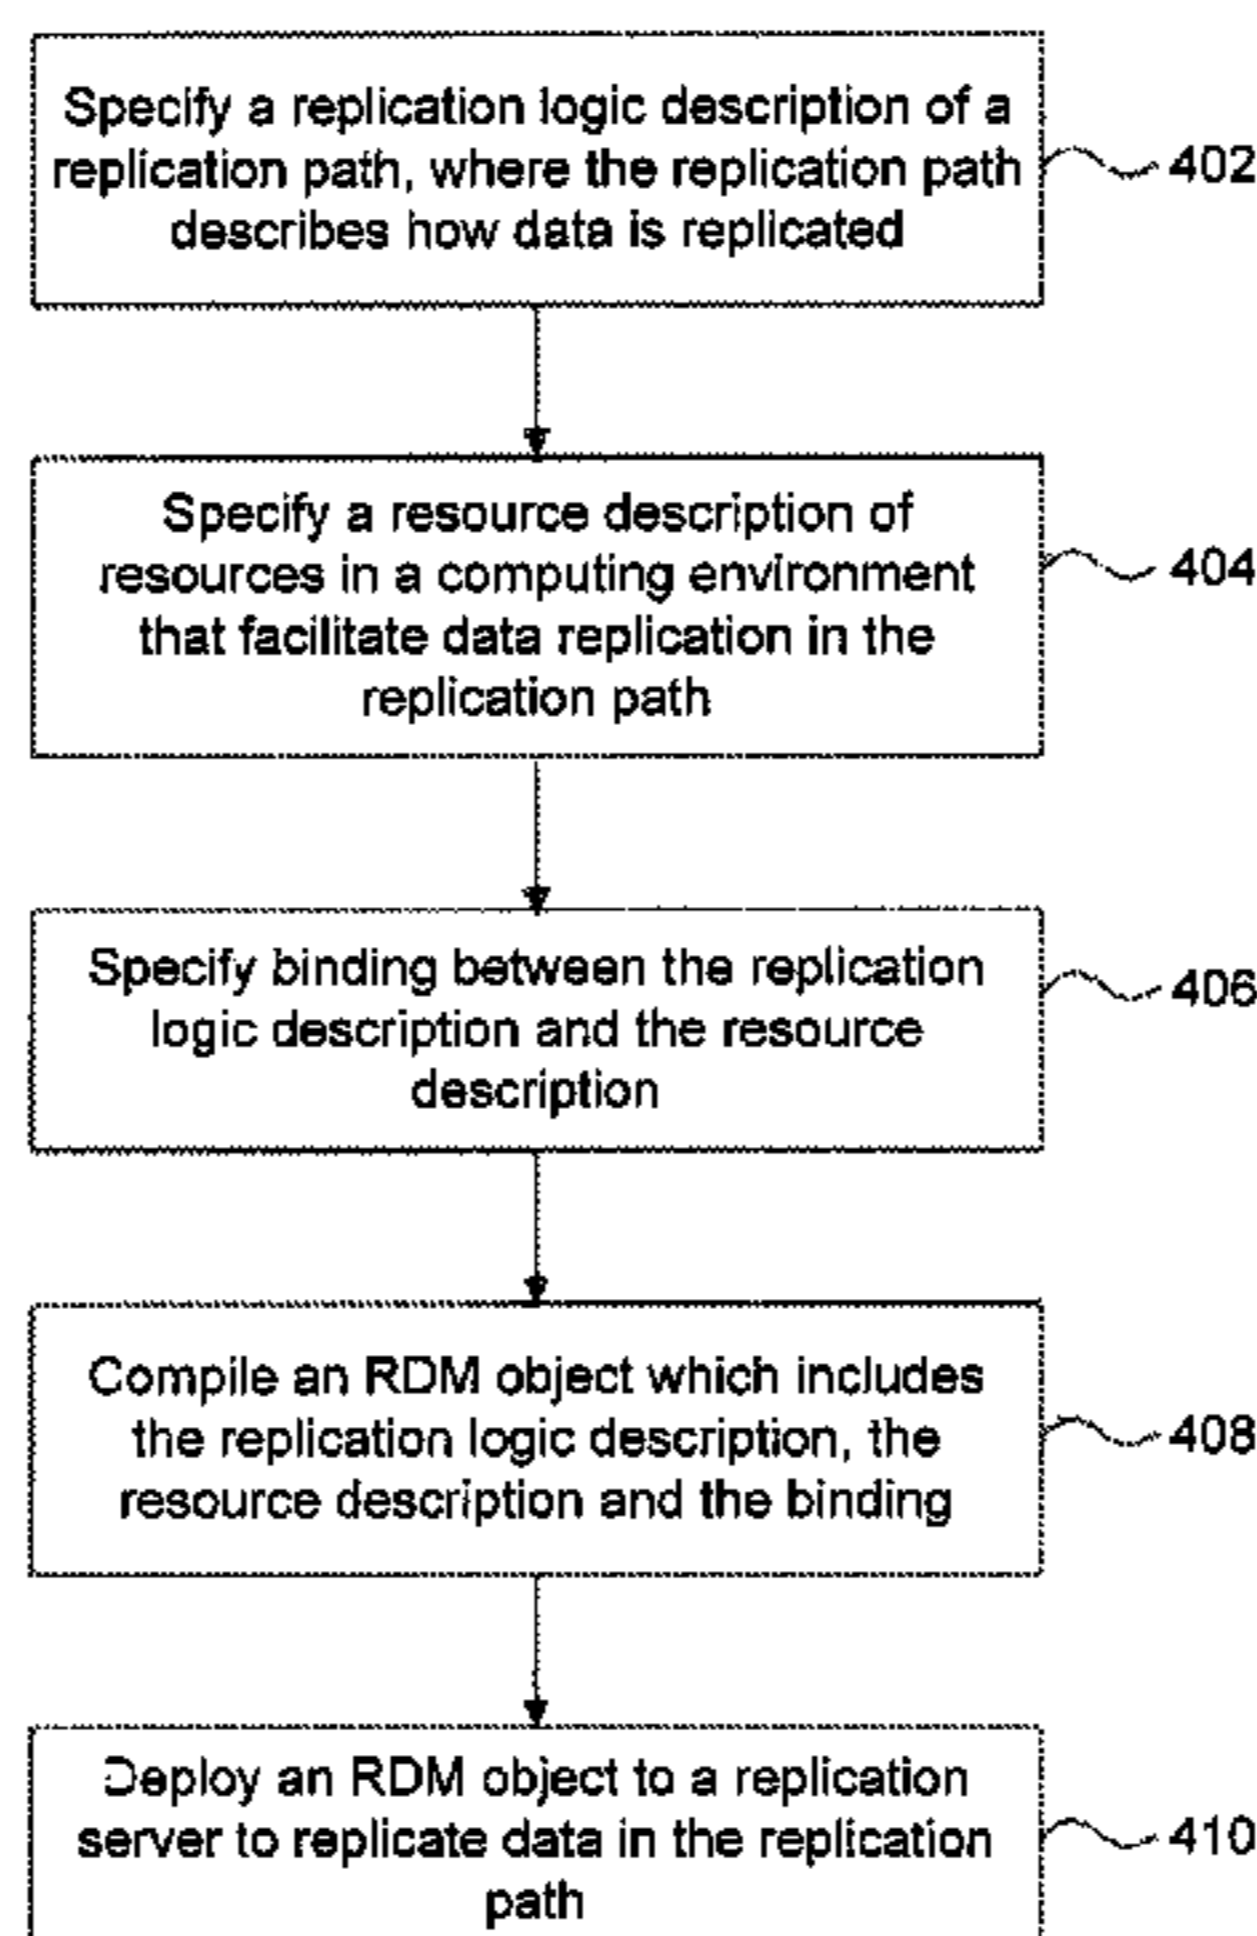 Specify a replication logic description of a
replication path, where the replication path
describes how data is replicated
402
Specify a resource description of
resources in a computing environment
that facilitate data replication in the
replication path
404
Specify binding between the replication
logic description and the resource
description
406
Compile an RDM object which includes
the replication logic description, the
resource description and the binding
408
Deploy an RDM object to a replication
server to replicate data in the replication
path
410